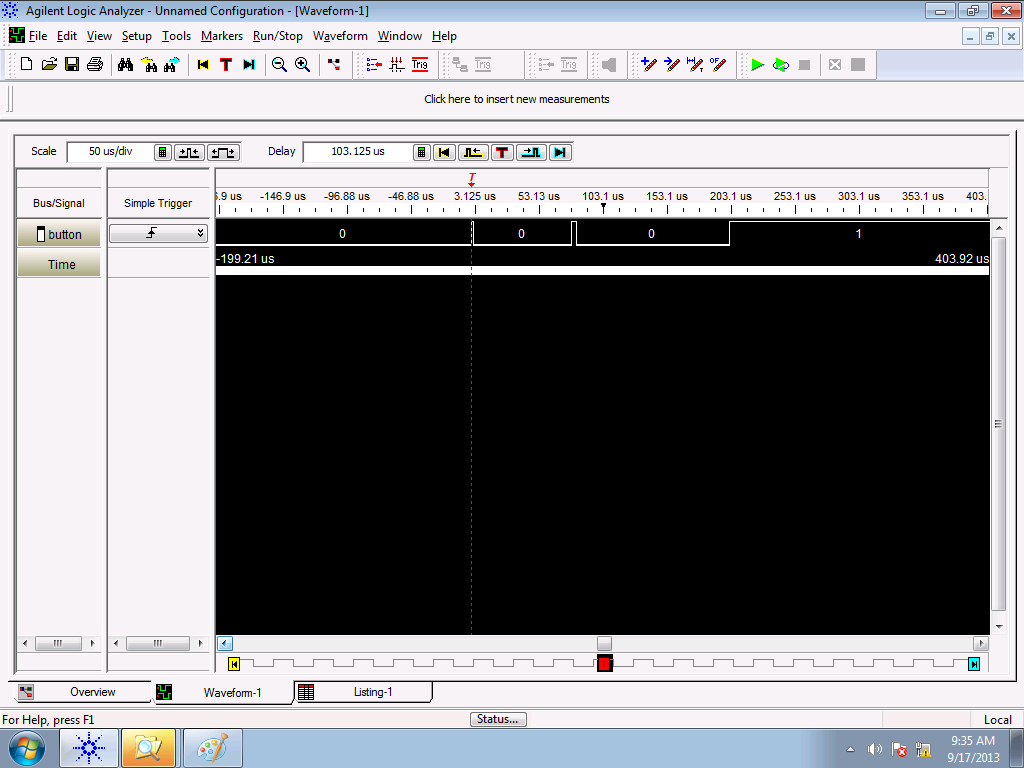 Agilent Logic Analyzer - Unnamed Configuration - [Waveform-1]
File Edit View Setup Tools Markers Run/Stop Waveform Window Help
T Trig Trig Trig
Click here to insert new measurements
Scale 50 us/div Delay 103.125 us T
T
Bus/Signal Simple Trigger 6.9 us -146.9 us -96.88 us -46.88 us 3.125 us 53.13 us 103.1 us 153.1 us 203.1 us 253.1 us 303.1 us 353.1 us 403.
button 0 0 0 1
Time -199.21 us 403.92 us
Overview Waveform-1 Listing-1
For Help, press F1 Status... Local
9:35 AM
9/17/2013